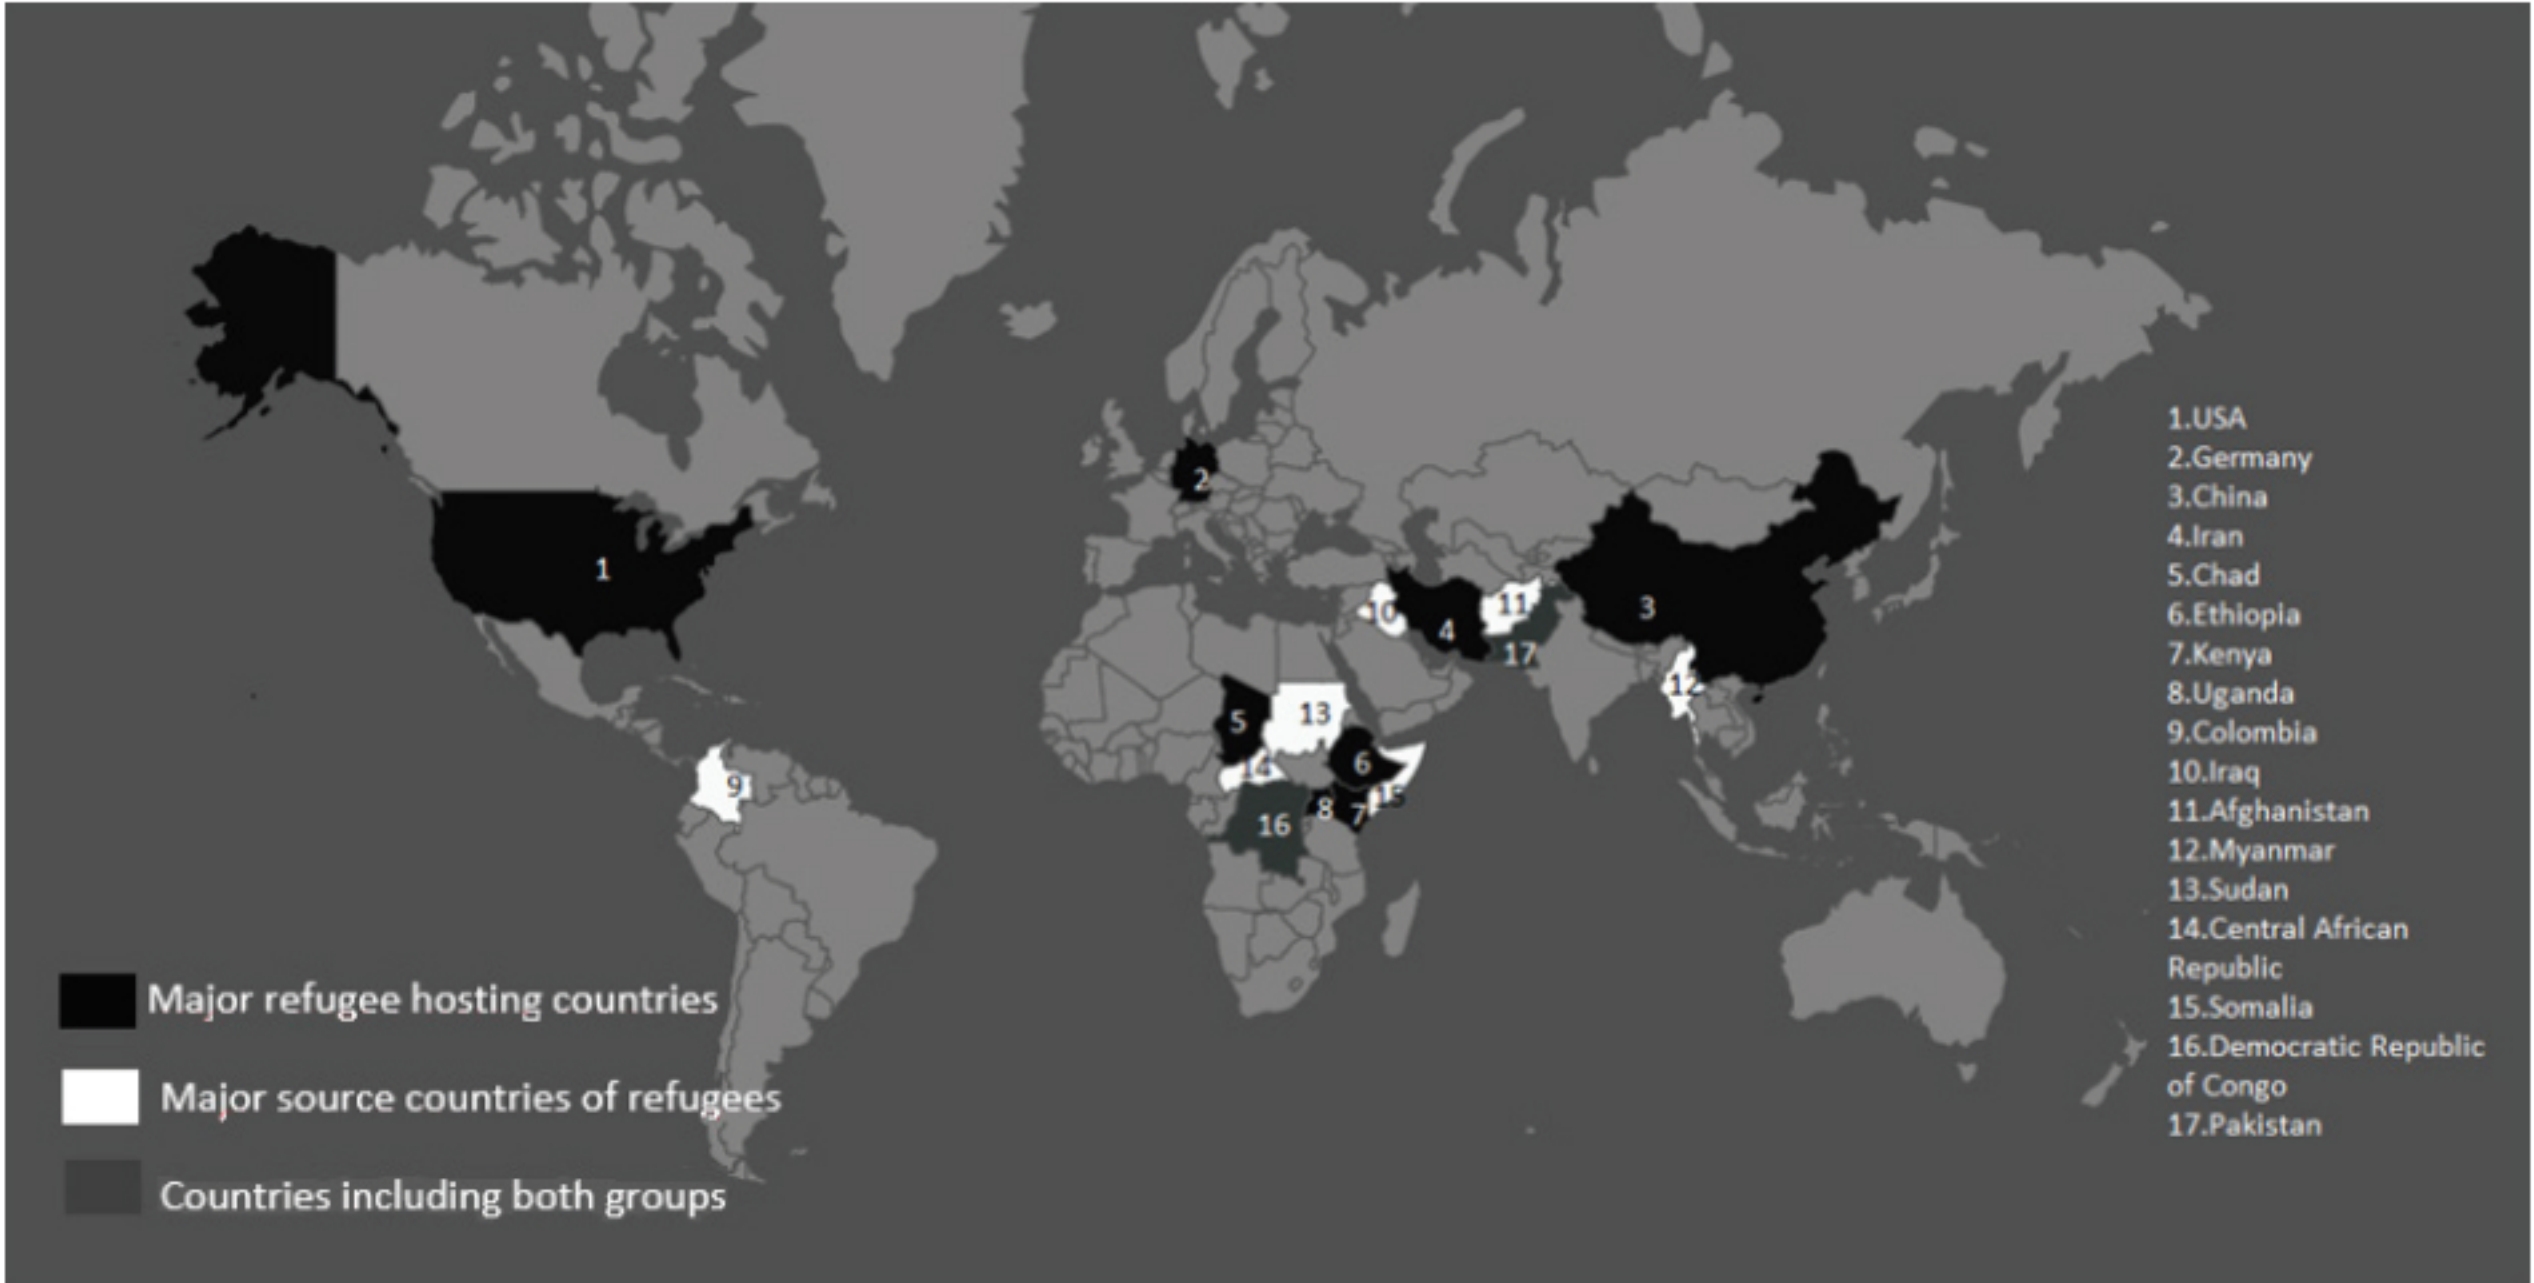 1
2
3
4
5
6
7
8
9
10
11
12
13
14
15
16
17
1.USA
2.Germany
3.China
4.Iran
5.Chad
6.Ethiopia
7.Kenya
8.Uganda
9.Colombia
10.Iraq
11.Afghanistan
12.Myanmar
13.Sudan
14.Central African
Republic
15.Somalia
16.Democratic Republic
of Congo
17.Pakistan
Major refugee hosting countries
Major source countries of refugees
Countries including both groups